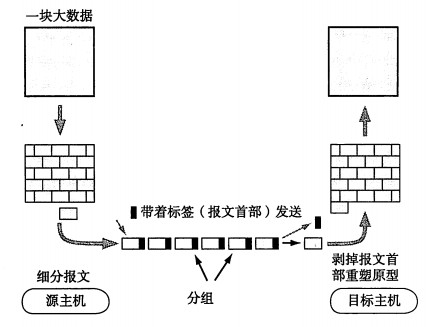 一块大数据
带着标签（报文首部）发送
细分报文
源主机
分组
剥掉报文首
部重塑原型
目标主机